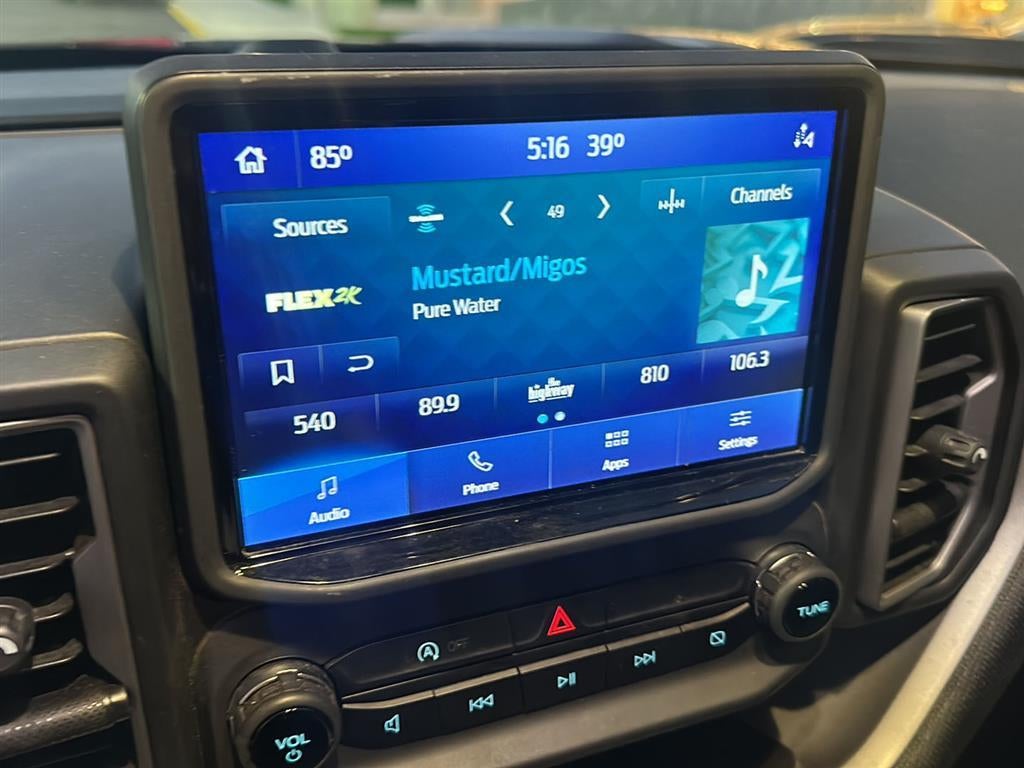 85° 5:16 39°
Sources 49 Channels
FLEX2K
Mustard/Migos
Pure Water
540 89.9 the highway 810 106.3
Audio Phone Apps Settings
OFF
VOL
TUNE